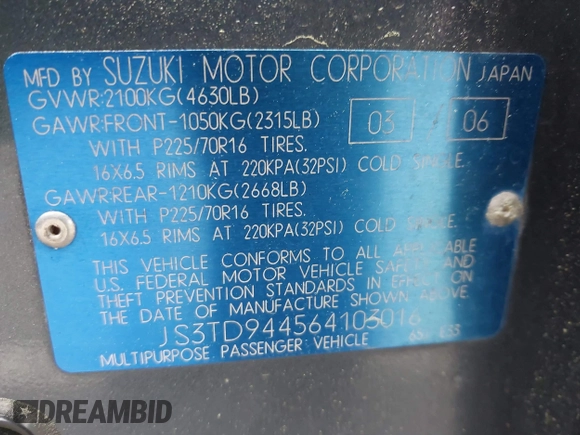 MFD BY SUZUKI MOTOR CORPORATION JAPAN
GVWR:2100KG(4630LB)
GAWR:FRONT-1050KG(2315LB) 03 06
WITH P225/70R16 TIRES.
16X6.5 RIMS AT 220KPA(32PSI) COLD SINGLE.
GAWR:REAR-1210KG(2668LB)
WITH P225/70R16 TIRES.
16X6.5 RIMS AT 220KPA(32PSI) COLD SINGLE.
THIS VEHICLE CONFORMS TO ALL APPLICABLE
U.S. FEDERAL MOTOR VEHICLE SAFETY AND
THEFT PREVENTION STANDARDS IN EFFECT ON
THE DATE OF MANUFACTURE SHOWN ABOVE.
JS3TD944564103016
MULTIPURPOSE PASSENGER VEHICLE
DREAMBID